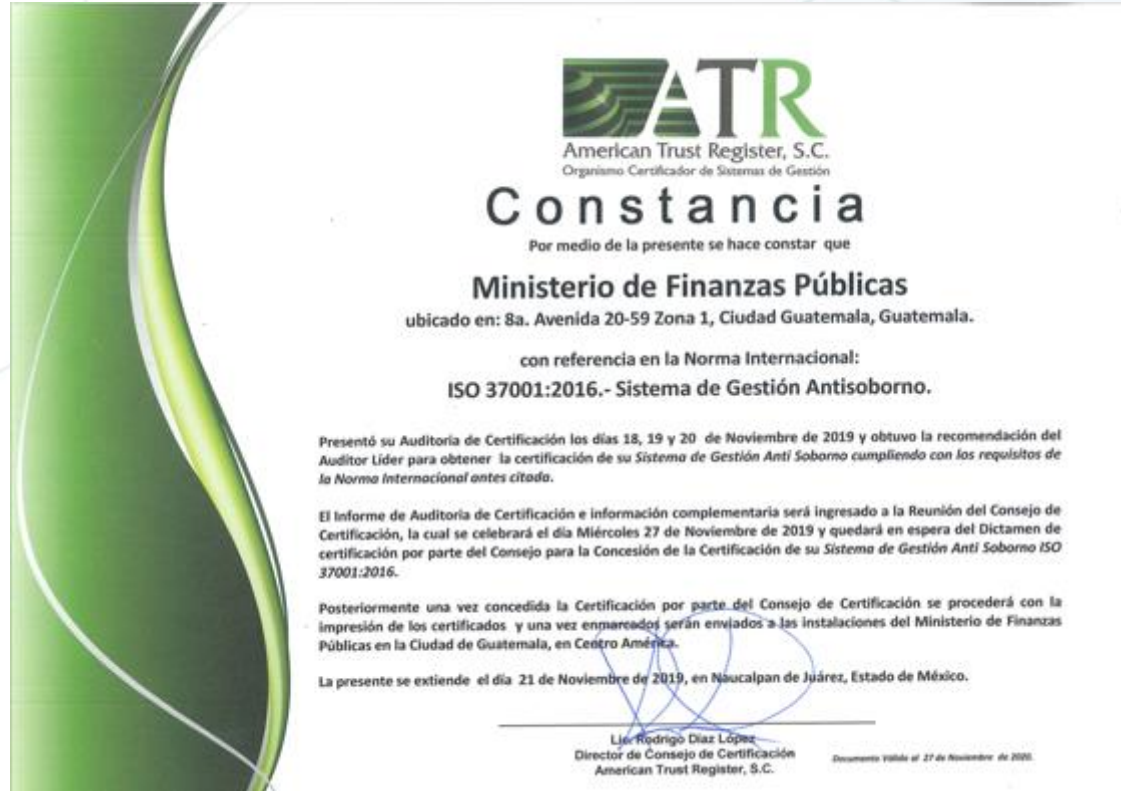 ATR
American Trust Register, S.C.
Organismo Certificador de Sistemas de Gestión
Constancia
Por medio de la presente se hace constar que
Ministerio de Finanzas Públicas
ubicado en: 8a. Avenida 20-59 Zona 1, Ciudad Guatemala, Guatemala.
con referencia en la Norma Internacional:
ISO 37001:2016.- Sistema de Gestión Antisoborno.
Presentó su Auditoria de Certificación los días 18, 19 y 20 de Noviembre de 2019 y obtuvo la recomendación del
Auditor Líder para obtener la certificación de su Sistema de Gestión Anti Soborno cumpliendo con los requisitos de
la Norma Internacional antes citada.
El Informe de Auditoria de Certificación e información complementaria será ingresado a la Reunión del Consejo de
Certificación, la cual se celebrará el día Miércoles 27 de Noviembre de 2019 y quedará en espera del Dictamen de
certificación por parte del Consejo para la Concesión de la Certificación de su Sistema de Gestión Anti Soborno ISO
37001:2016.
Posteriormente una vez concedida la Certificación por parte del Consejo de Certificación se procederá con la
impresión de los certificados y una vez enmarcados serán enviados a las instalaciones del Ministerio de Finanzas
Públicas en la Ciudad de Guatemala, en Centro América.
La presente se extiende el día 21 de Noviembre de 2019, en Naucalpan de Juárez, Estado de México.
Lic. Rodrigo Díaz López
Director de Consejo de Certificación
American Trust Register, S.C.
Documento Válido al 27 de Noviembre de 2020.